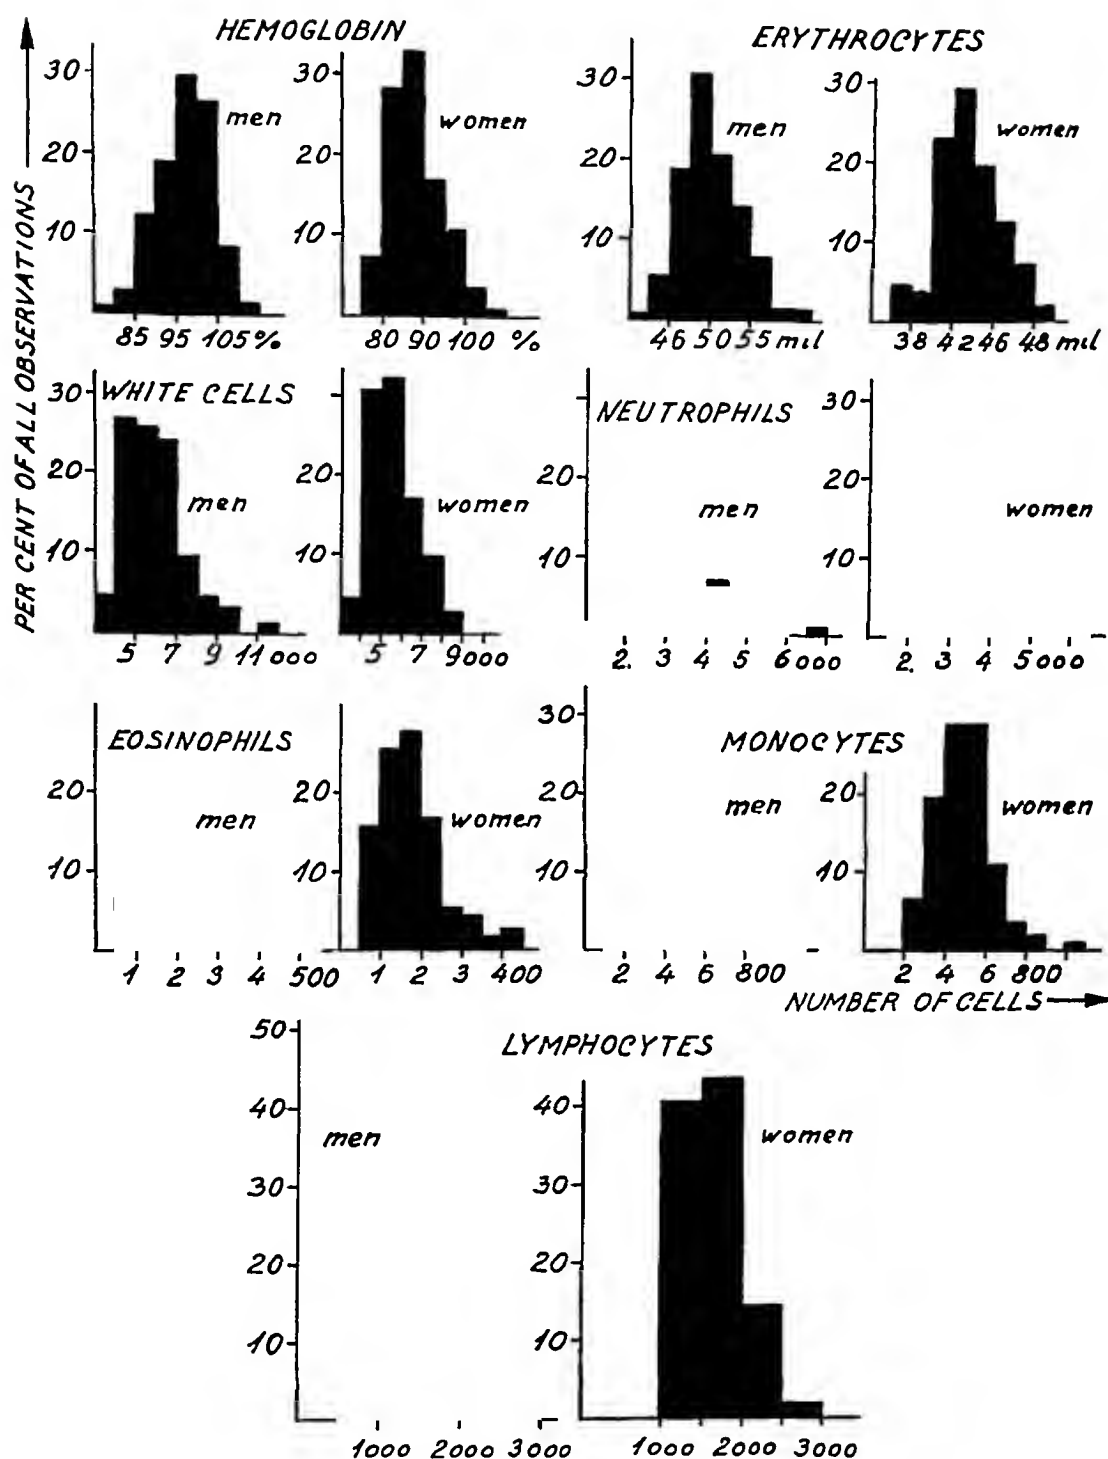 HEMOGLOBIN
ERYTHROCYTES
PER CENT OF ALL OBSERVATIONS
30
20
10
men
85 95 105 %
30
20
10
women
80 90 100 %
30
20
10
men
46 50 55 mil
30
20
10
women
38 42 46 48 mil
WHITE CELLS
30
20
10
men
5 7 9 11 000
20
10
women
5 7 9000
NEUTROPHILS
20
10
men
2. 3 4 5 6000
30
20
10
women
2. 3 4 5000
EOSINOPHILS
20
10
men
1 2 3 4 500
20
10
women
1 2 3 400
MONOCYTES
30
20
10
men
2 4 6 800
20
10
women
2 4 6 800
NUMBER OF CELLS
LYMPHOCYTES
50
40
30
20
10
men
1000 2000 3000
40
30
20
10
women
1000 2000 3000